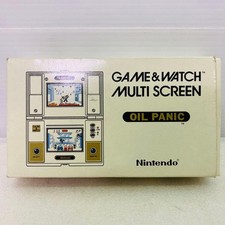 GAME&WATCH™
MULTI SCREEN
OIL PANIC
Nintendo